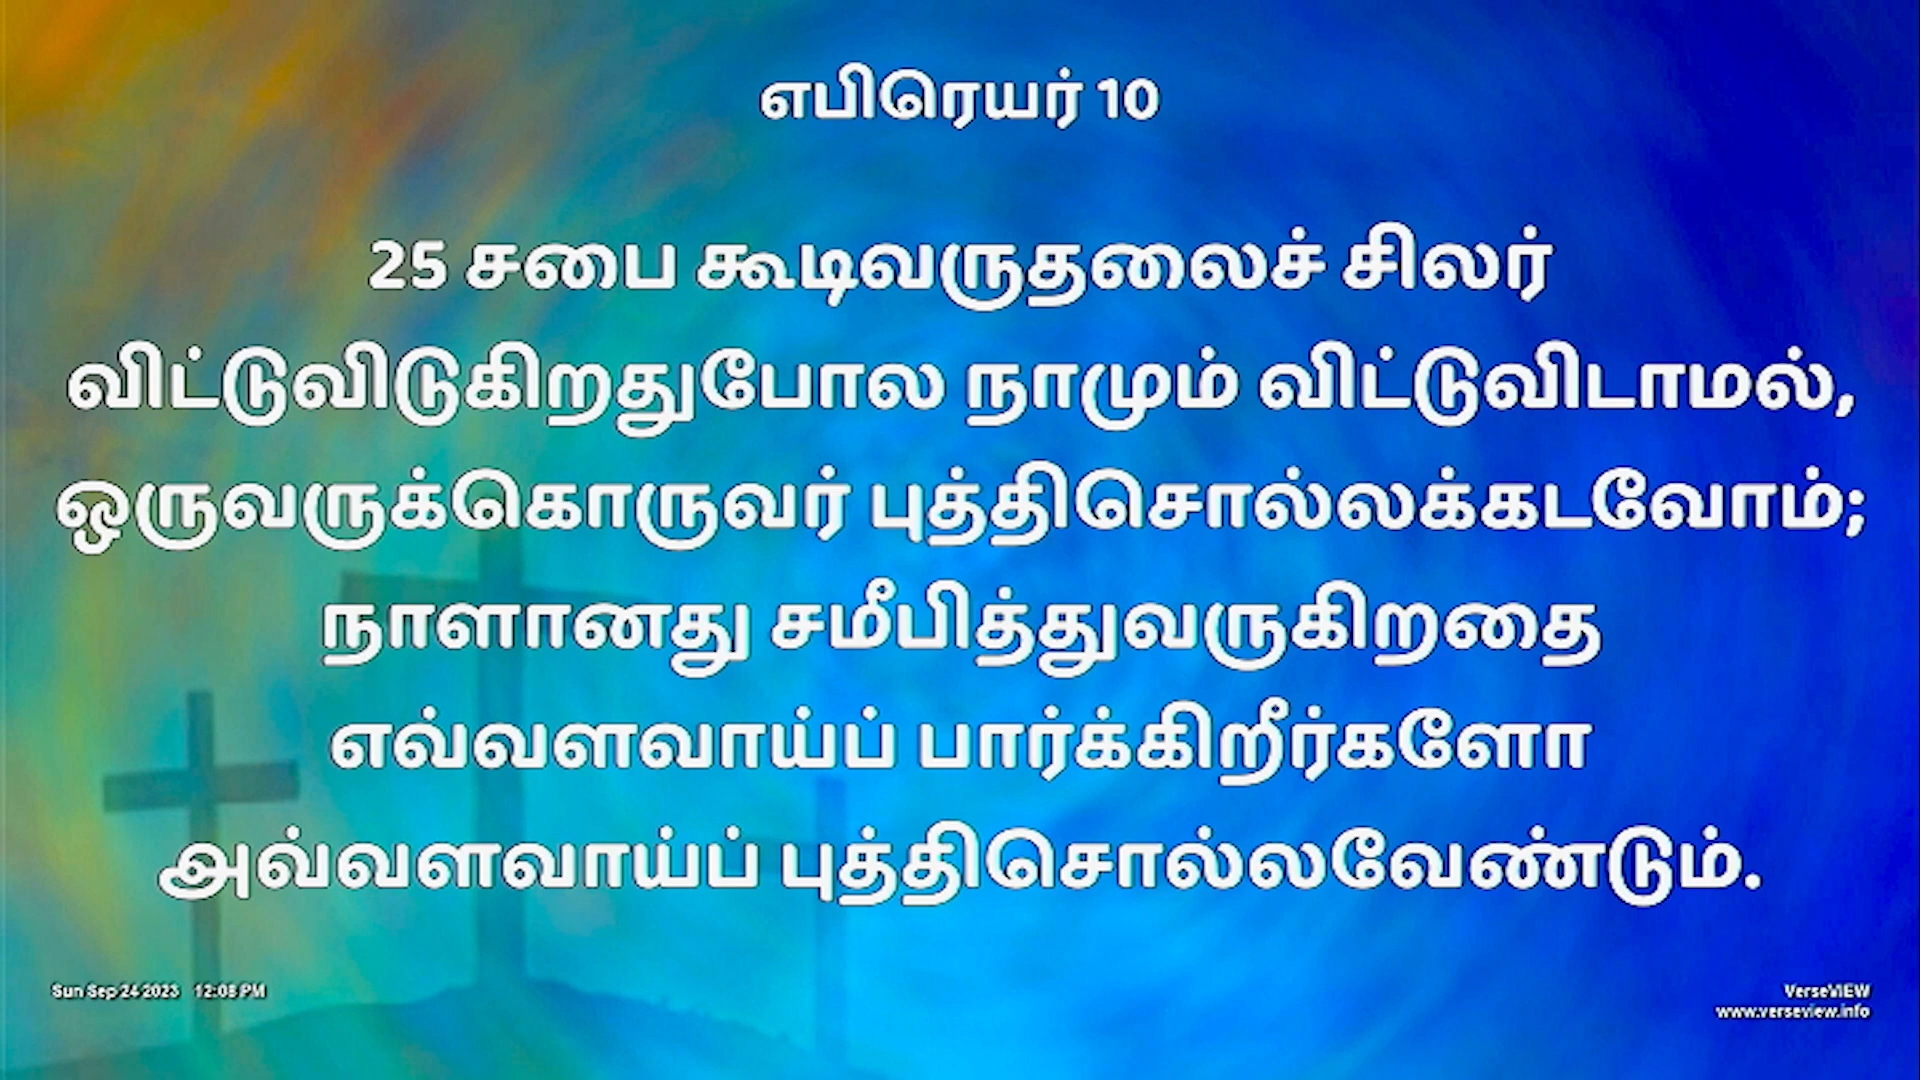 எபிரெயர் 10
25 சபை கூடிவருதலைச் சிலர்
விட்டுவிடுகிறதுபோல நாமும் விட்டுவிடாமல்,
ஒருவருக்கொருவர் புத்திசொல்லக்கடவோம்;
நாளானது சமீபித்துவருகிறதை
எவ்வளவாய்ப் பார்க்கிறீர்களோ
அவ்வளவாய்ப் புத்திசொல்லவேண்டும்.
Sun Sep 24 2023 12:08 PM
VerseVIEW
www.verseview.info